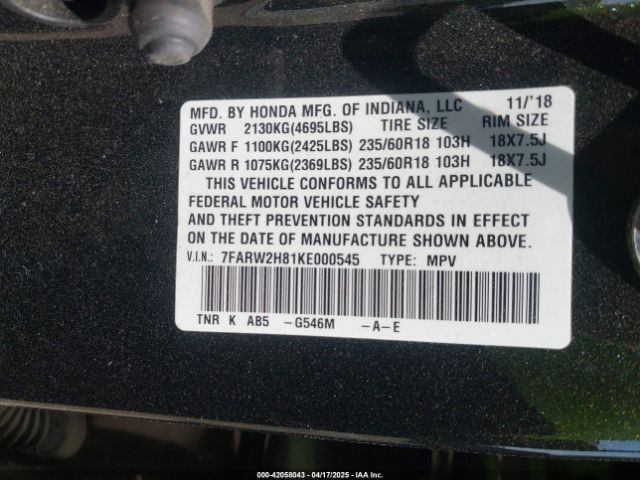 MFD. BY HONDA MFG. OF INDIANA, LLC 11/'18
GVWR 2130KG(4695LBS) TIRE SIZE RIM SIZE
GAWR F 1100KG(2425LBS) 235/60R18 103H 18X7.5J
GAWR R 1075KG(2369LBS) 235/60R18 103H 18X7.5J
THIS VEHICLE CONFORMS TO ALL APPLICABLE
FEDERAL MOTOR VEHICLE SAFETY
AND THEFT PREVENTION STANDARDS IN EFFECT
ON THE DATE OF MANUFACTURE SHOWN ABOVE.
V.I.N.: 7FARW2H81KE000545 TYPE: MPV
TNR K AB5 -G546M -A-E
000-42058043 - 04/17/2025 - IAA Inc.